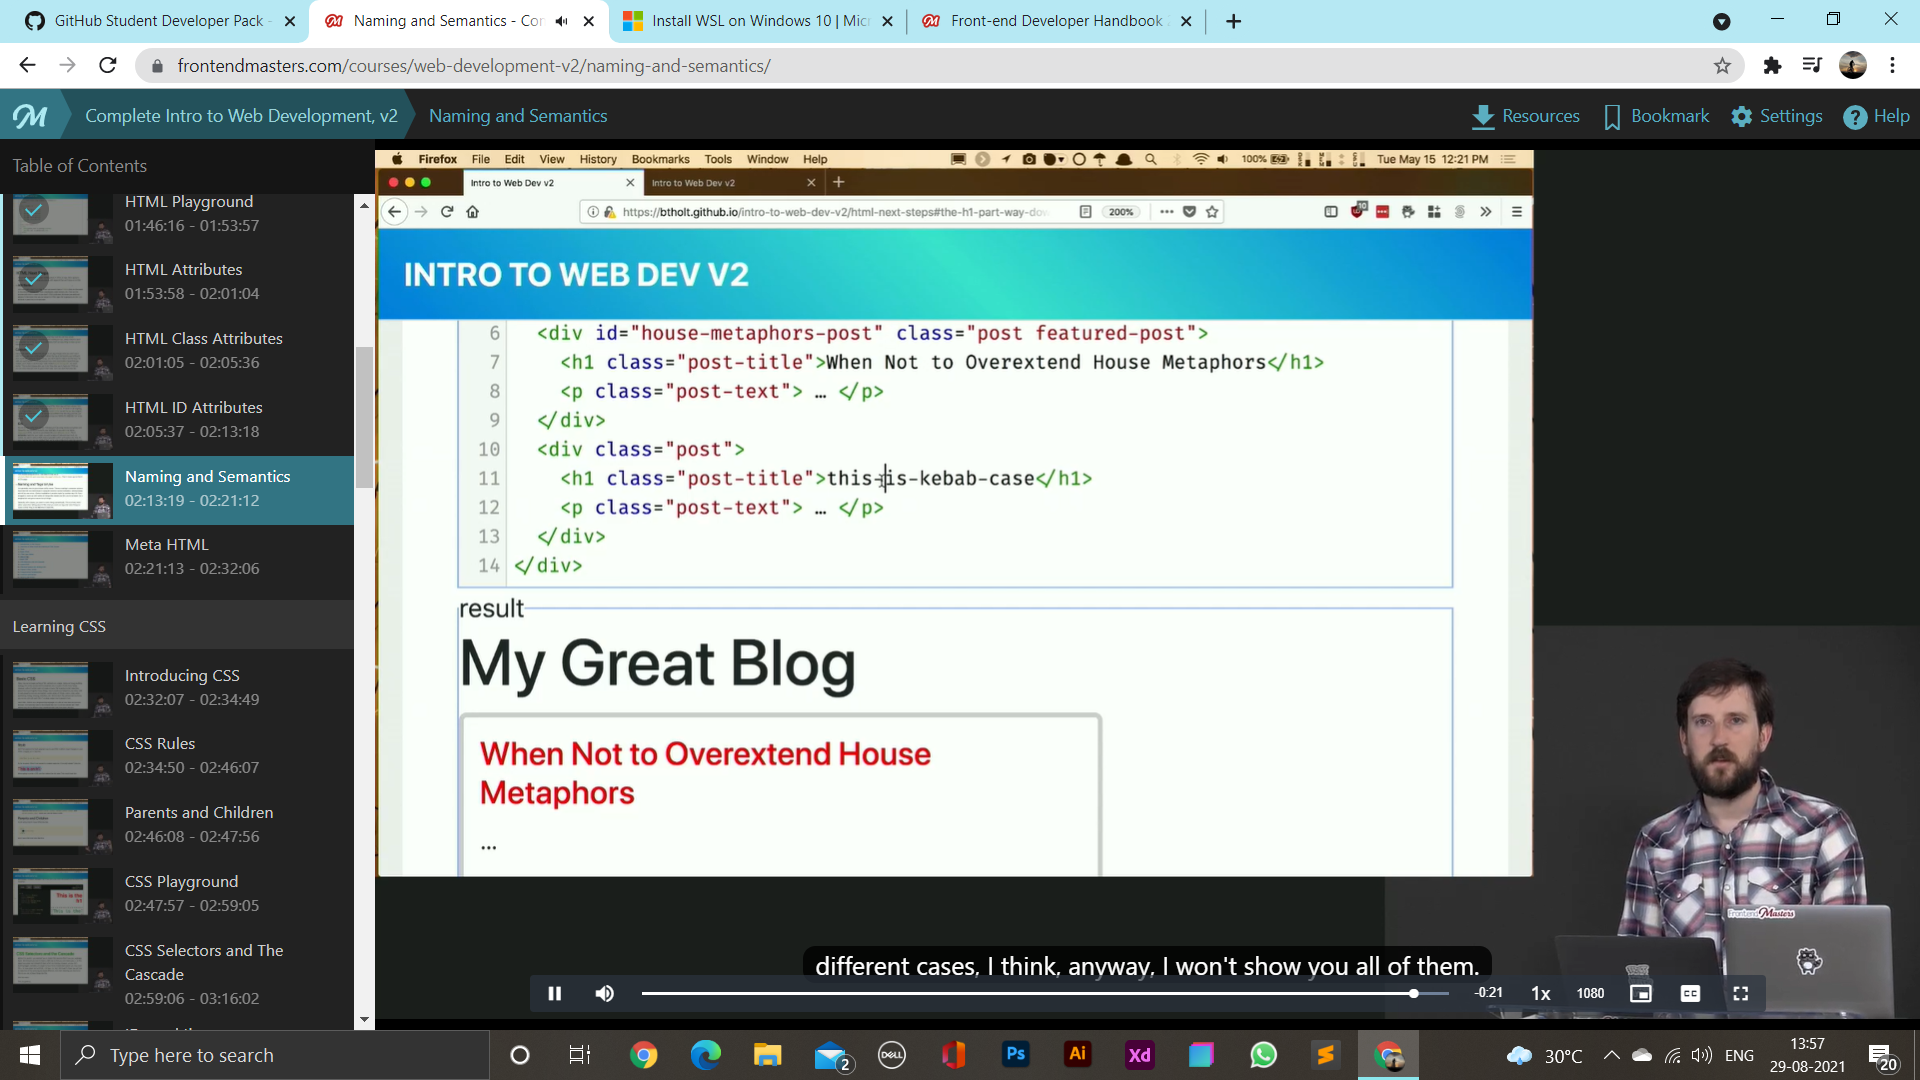 GitHub Student Developer Pack -
Naming and Semantics - Co
Install WSL on Windows 10 | Mic
Front-end Developer Handbook
frontendmasters.com/courses/web-development-v2/naming-and-semantics/
Complete Intro to Web Development, v2
Naming and Semantics
Resources
Bookmark
Settings
Help
Table of Contents
HTML Playground
01:46:16 - 01:53:57
HTML Attributes
01:53:58 - 02:01:04
HTML Class Attributes
02:01:05 - 02:05:36
HTML ID Attributes
02:05:37 - 02:13:18
Naming and Semantics
02:13:19 - 02:21:12
Meta HTML
02:21:13 - 02:32:06
Learning CSS
Introducing CSS
02:32:07 - 02:34:49
CSS Rules
02:34:50 - 02:46:07
Parents and Children
02:46:08 - 02:47:56
CSS Playground
02:47:57 - 02:59:05
CSS Selectors and The
Cascade
02:59:06 - 03:16:02
Firefox File Edit View History Bookmarks Tools Window Help
100%
Tue May 15 12:21 PM
Intro to Web Dev v2
Intro to Web Dev v2
https://btholt.github.io/intro-to-web-dev-v2/html-next-steps#the-h1-part-way-do
200%
10
INTRO TO WEB DEV V2
6 <div id="house-metaphors-post" class="post featured-post">
7 <h1 class="post-title">When Not to Overextend House Metaphors</h1>
8 <p class="post-text"> … </p>
9 </div>
10 <div class="post">
11 <h1 class="post-title">this-is-kebab-case</h1>
12 <p class="post-text"> … </p>
13 </div>
14 </div>
result
My Great Blog
When Not to Overextend House
Metaphors
...
Frontend Masters
different cases, I think, anyway, I won't show you all of them.
-0:21
1x
1080
CC
Type here to search
2
DELL
Ps
Ai
Xd
30°C
ENG
13:57
29-08-2021
20